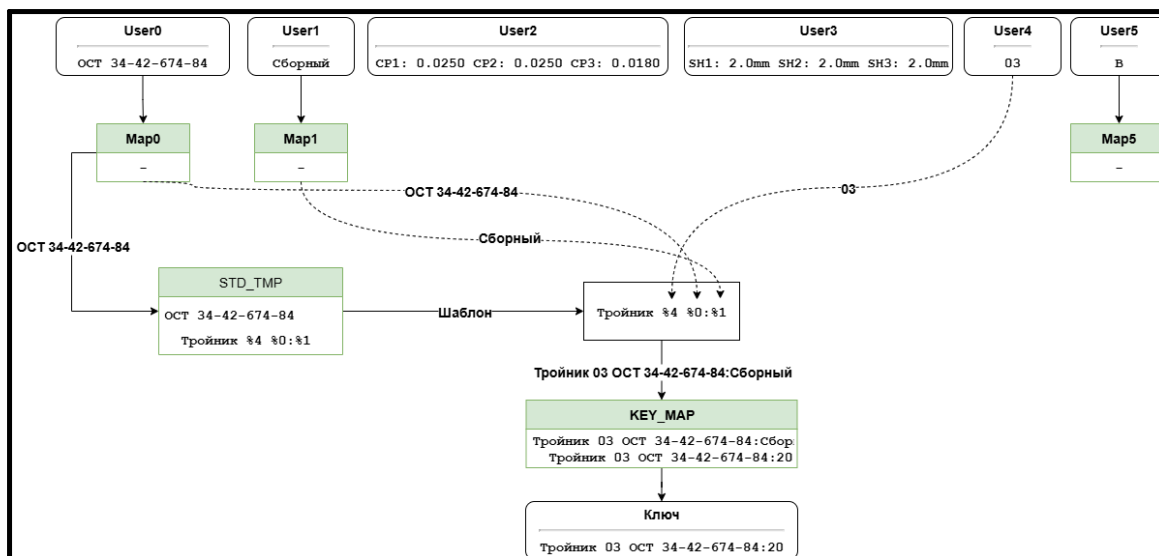 User0
User1
User2
User3
User4
User5
ОСТ 34-42-674-84
Сборный
CP1: 0.0250 CP2: 0.0250 CP3: 0.0180
SH1: 2.0mm SH2: 2.0mm SH3: 2.0mm
03
В
Map0
Map1
Map5
–
–
–
ОСТ 34-42-674-84
03
Сборный
ОСТ 34-42-674-84
STD_TMP
ОСТ 34-42-674-84
Тройник %4 %0:%1
Шаблон
Тройник %4 %0:%1
Тройник 03 ОСТ 34-42-674-84:Сборный
KEY_MAP
Тройник 03 ОСТ 34-42-674-84:Сбор
Тройник 03 ОСТ 34-42-674-84:20
Ключ
Тройник 03 ОСТ 34-42-674-84:20